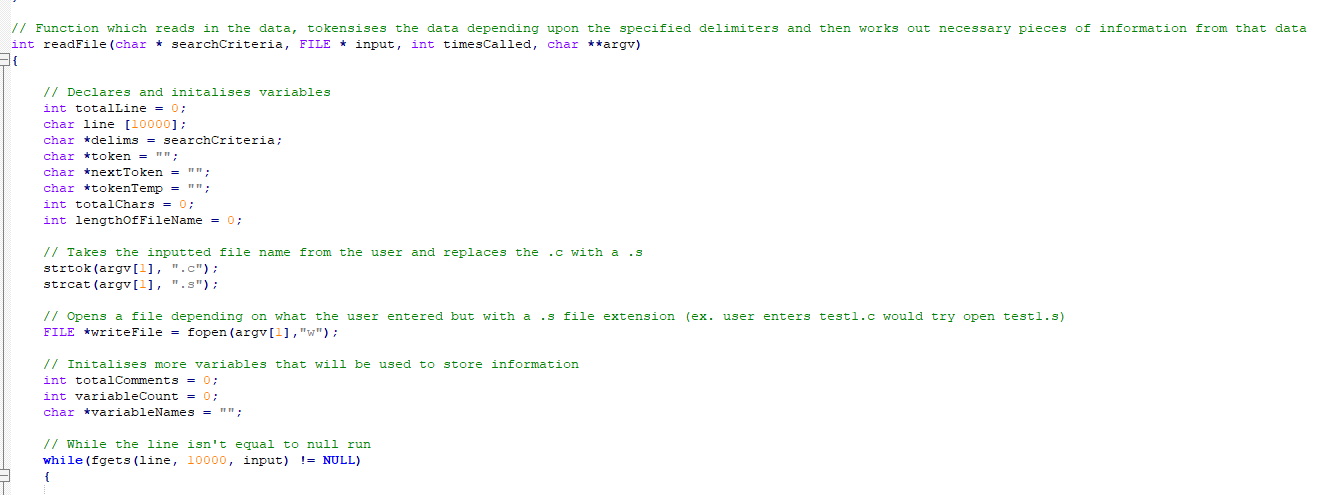 // Function which reads in the data, tokensises the data depending upon the specified delimiters and then works out necessary pieces of information from that data
int readFile(char * searchCriteria, FILE * input, int timesCalled, char **argv)
{
// Declares and initalises variables
int totalLine = 0;
char line [10000];
char *delims = searchCriteria;
char *token = "";
char *nextToken = "";
char *tokenTemp = "";
int totalChars = 0;
int lengthOfFileName = 0;
// Takes the inputted file name from the user and replaces the .c with a .s
strtok(argv[1], ".c");
strcat(argv[1], ".s");
// Opens a file depending on what the user entered but with a .s file extension (ex. user enters test1.c would try open test1.s)
FILE *writeFile = fopen(argv[1],"w");
// Initalises more variables that will be used to store information
int totalComments = 0;
int variableCount = 0;
char *variableNames = "";
// While the line isn't equal to null run
while(fgets(line, 10000, input) != NULL)
{